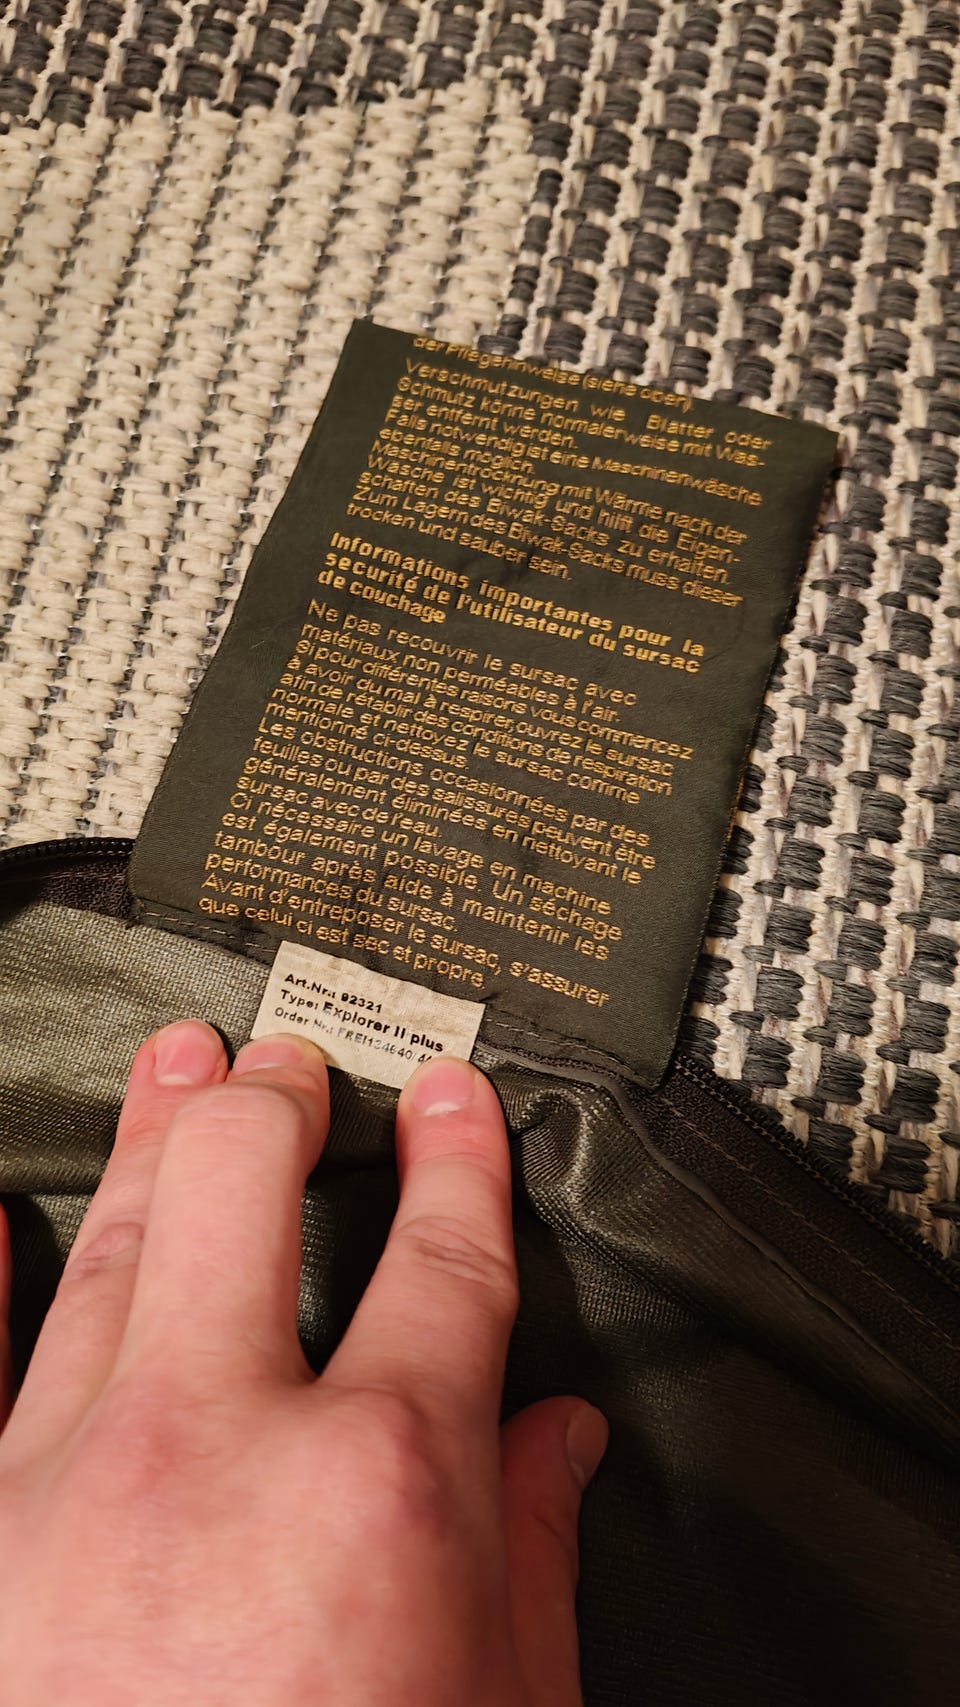 der Pflegehinweise (siehe oben).
Verschmutzungen wie Blätter oder
Schmutz könne normalerweise mit Was-
ser entfernt werden.
Falls notwendig ist eine Maschinenwäsche
ebenfalls möglich.
Maschinentrocknung mit Wärme nach der
Wäsche ist wichtig und hilft die Eigen-
schaften des Biwak-Sacks zu erhalten.
Zum Lagern des Biwak-Sacks muss dieser
trocken und sauber sein.
Informations importantes pour la
securité de l'utilisateur du sursac
de couchage
Ne pas recouvrir le sursac avec
matériaux non perméables à l'air.
Si pour différentes raisons vous commencez
à avoir du mal à respirer, ouvrez le sursac
afin de rétablir des conditions de respiration
normale et nettoyez le sursac comme
mentionné ci-dessus.
Les obstructions occasionnées par des
feuilles ou par des salissures peuvent être
généralement éliminées en nettoyant le
sursac avec de l'eau.
Ci nécessaire un lavage en machine
est également possible. Un séchage
tambour après aide à maintenir les
performances du sursac.
Avant d'entreposer le sursac, s'assurer
que celui ci est sec et propre.
Art.Nr.: 92321
Type: Explorer II plus
Order Nr.: FREI134640/